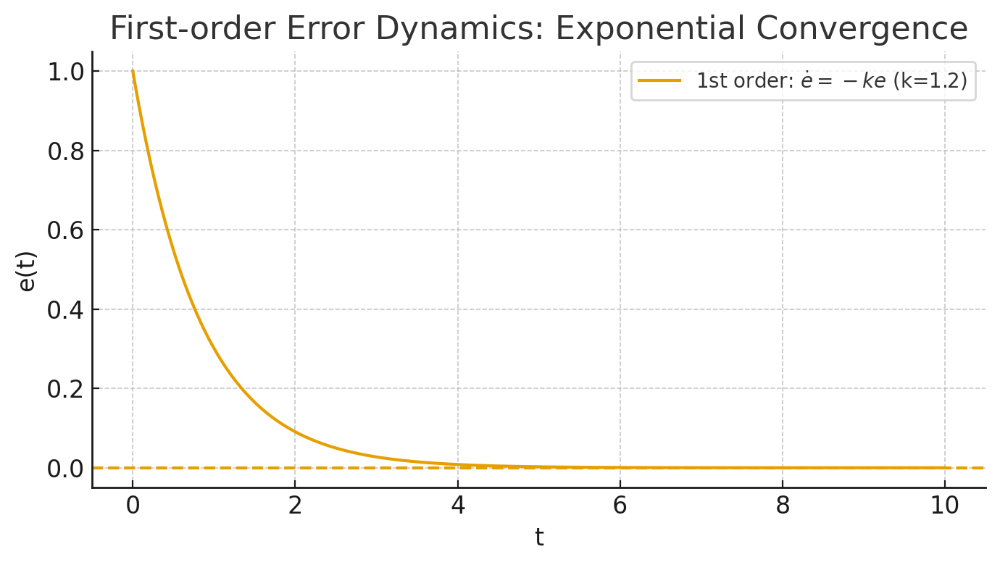 First-order Error Dynamics: Exponential Convergence
1st order: ė = −ke (k=1.2)
e(t)
1.0
0.8
0.6
0.4
0.2
0.0
0 2 4 6 8 10
t